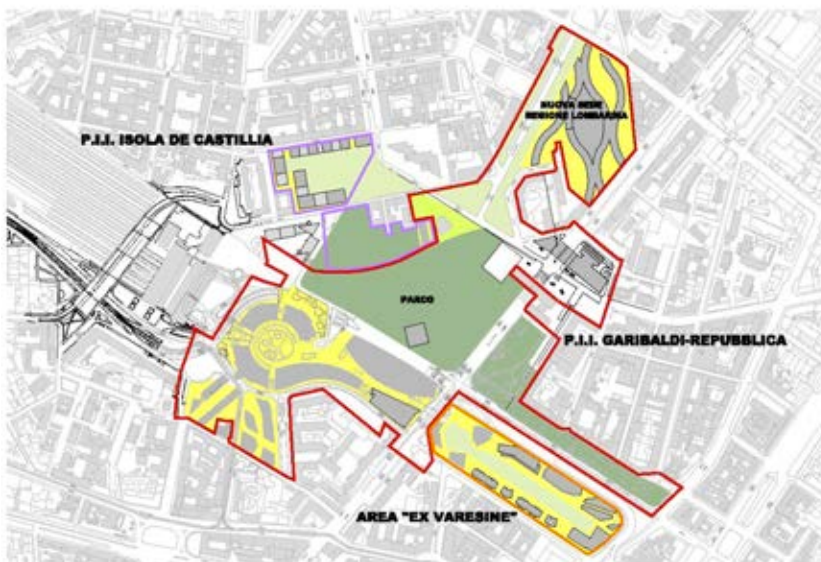 NUOVA SEDE
REGIONE LOMBARDIA
P.I.I. ISOLA DE CASTILLIA
PARCO
P.I.I. GARIBALDI-REPUBBLICA
AREA "EX VARESINE"